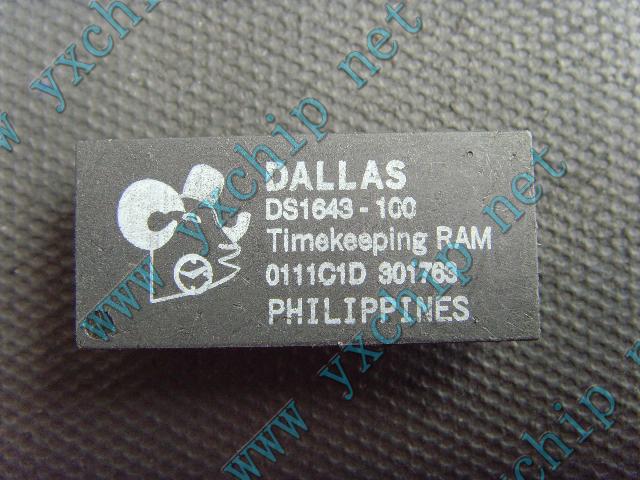 DALLAS
DS1643-100
Timekeeping RAM
0111C1D 301763
PHILIPPINES
www.yxchip.net
www.yxchip.net
www.yxchip.net